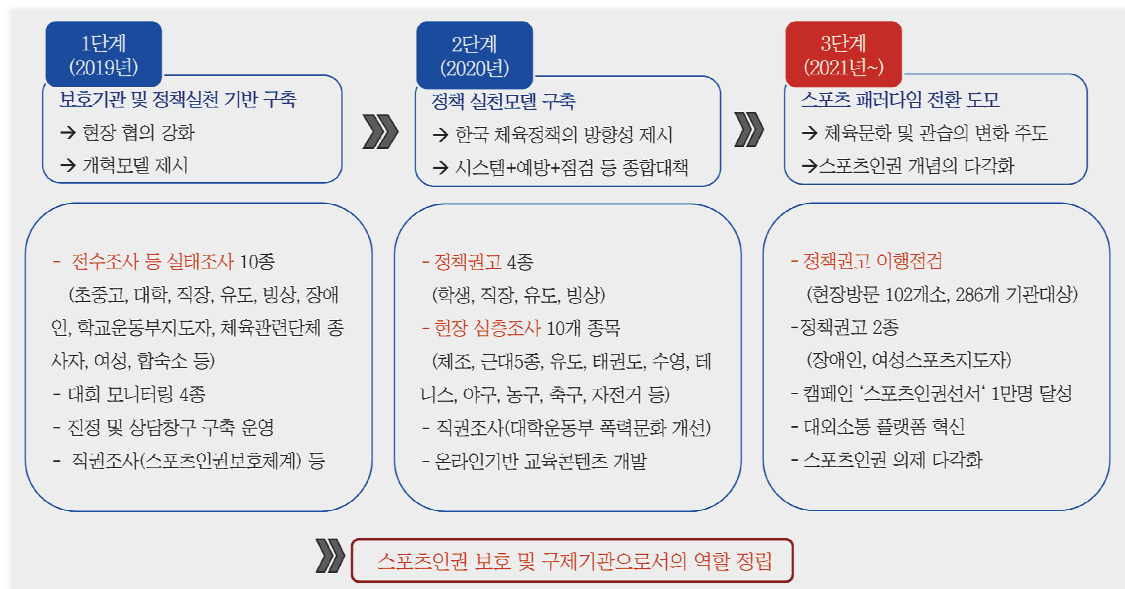 1단계
(2019년)
보호기관 및 정책실천 기반 구축
→ 현장 협의 강화
→ 개혁모델 제시
2단계
(2020년)
정책 실천모델 구축
→ 한국 체육정책의 방향성 제시
→ 시스템+예방+점검 등 종합대책
3단계
(2021년~)
스포츠 패러다임 전환 도모
→ 체육문화 및 관습의 변화 주도
→스포츠인권 개념의 다각화
- 전수조사 등 실태조사 10종
(초중고, 대학, 직장, 유도, 빙상, 장애
인, 학교운동부지도자, 체육관련단체 종
사자, 여성, 합숙소 등)
- 대회 모니터링 4종
- 진정 및 상담창구 구축 운영
- 직권조사(스포츠인권보호체계) 등
- 정책권고 4종
(학생, 직장, 유도, 빙상)
- 현장 심층조사 10개 종목
(체조, 근대5종, 유도, 태권도, 수영, 테
니스, 야구, 농구, 축구, 자전거 등)
- 직권조사(대학운동부 폭력문화 개선)
- 온라인기반 교육콘텐츠 개발
- 정책권고 이행점검
(현장방문 102개소, 286개 기관대상)
-정책권고 2종
(장애인, 여성스포츠지도자)
- 캠페인 ‘스포츠인권선서‘ 1만명 달성
- 대외소통 플랫폼 혁신
- 스포츠인권 의제 다각화
스포츠인권 보호 및 구제기관으로서의 역할 정립